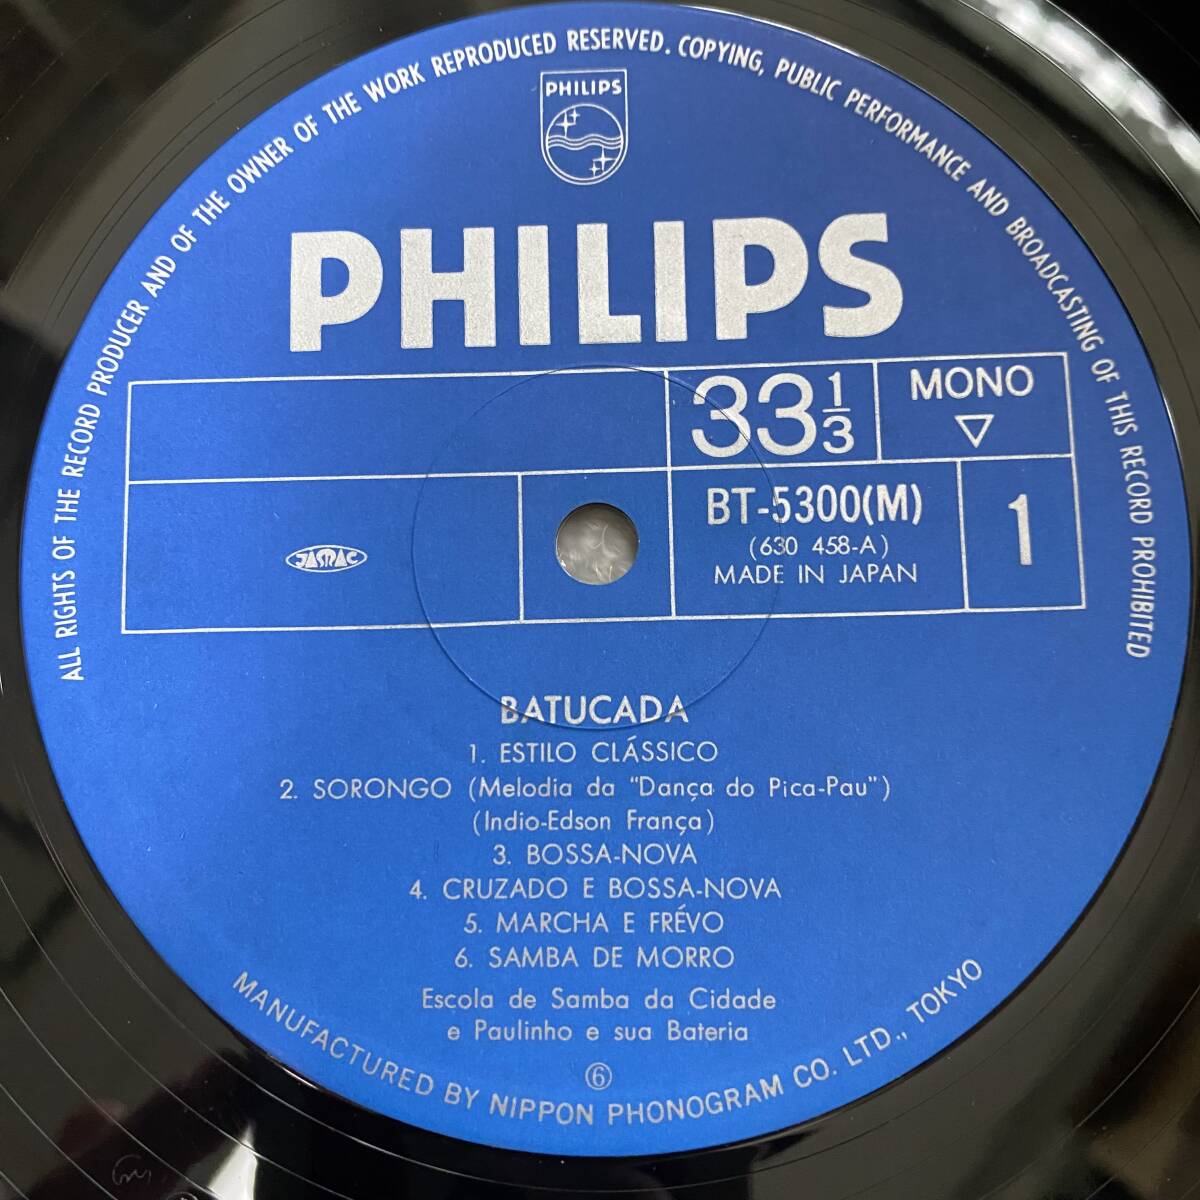 ALL RIGHTS OF THE RECORD PRODUCER AND OF THE OWNER OF THE WORK REPRODUCED RESERVED. COPYING, PUBLIC PERFORMANCE AND BROADCASTING OF THIS RECORD PROHIBITED
PHILIPS
PHILIPS
33 1/3
MONO
▽
BT-5300(M)
(630 458-A)
MADE IN JAPAN
1
JASRAC
BATUCADA
1. ESTILO CLÁSSICO
2. SORONGO (Melodia da "Dança do Pica-Pau")
(Indio-Edson França)
3. BOSSA-NOVA
4. CRUZADO E BOSSA-NOVA
5. MARCHA E FRÉVO
6. SAMBA DE MORRO
Escola de Samba da Cidade
e Paulinho e sua Bateria
⑥
MANUFACTURED BY NIPPON PHONOGRAM CO. LTD., TOKYO